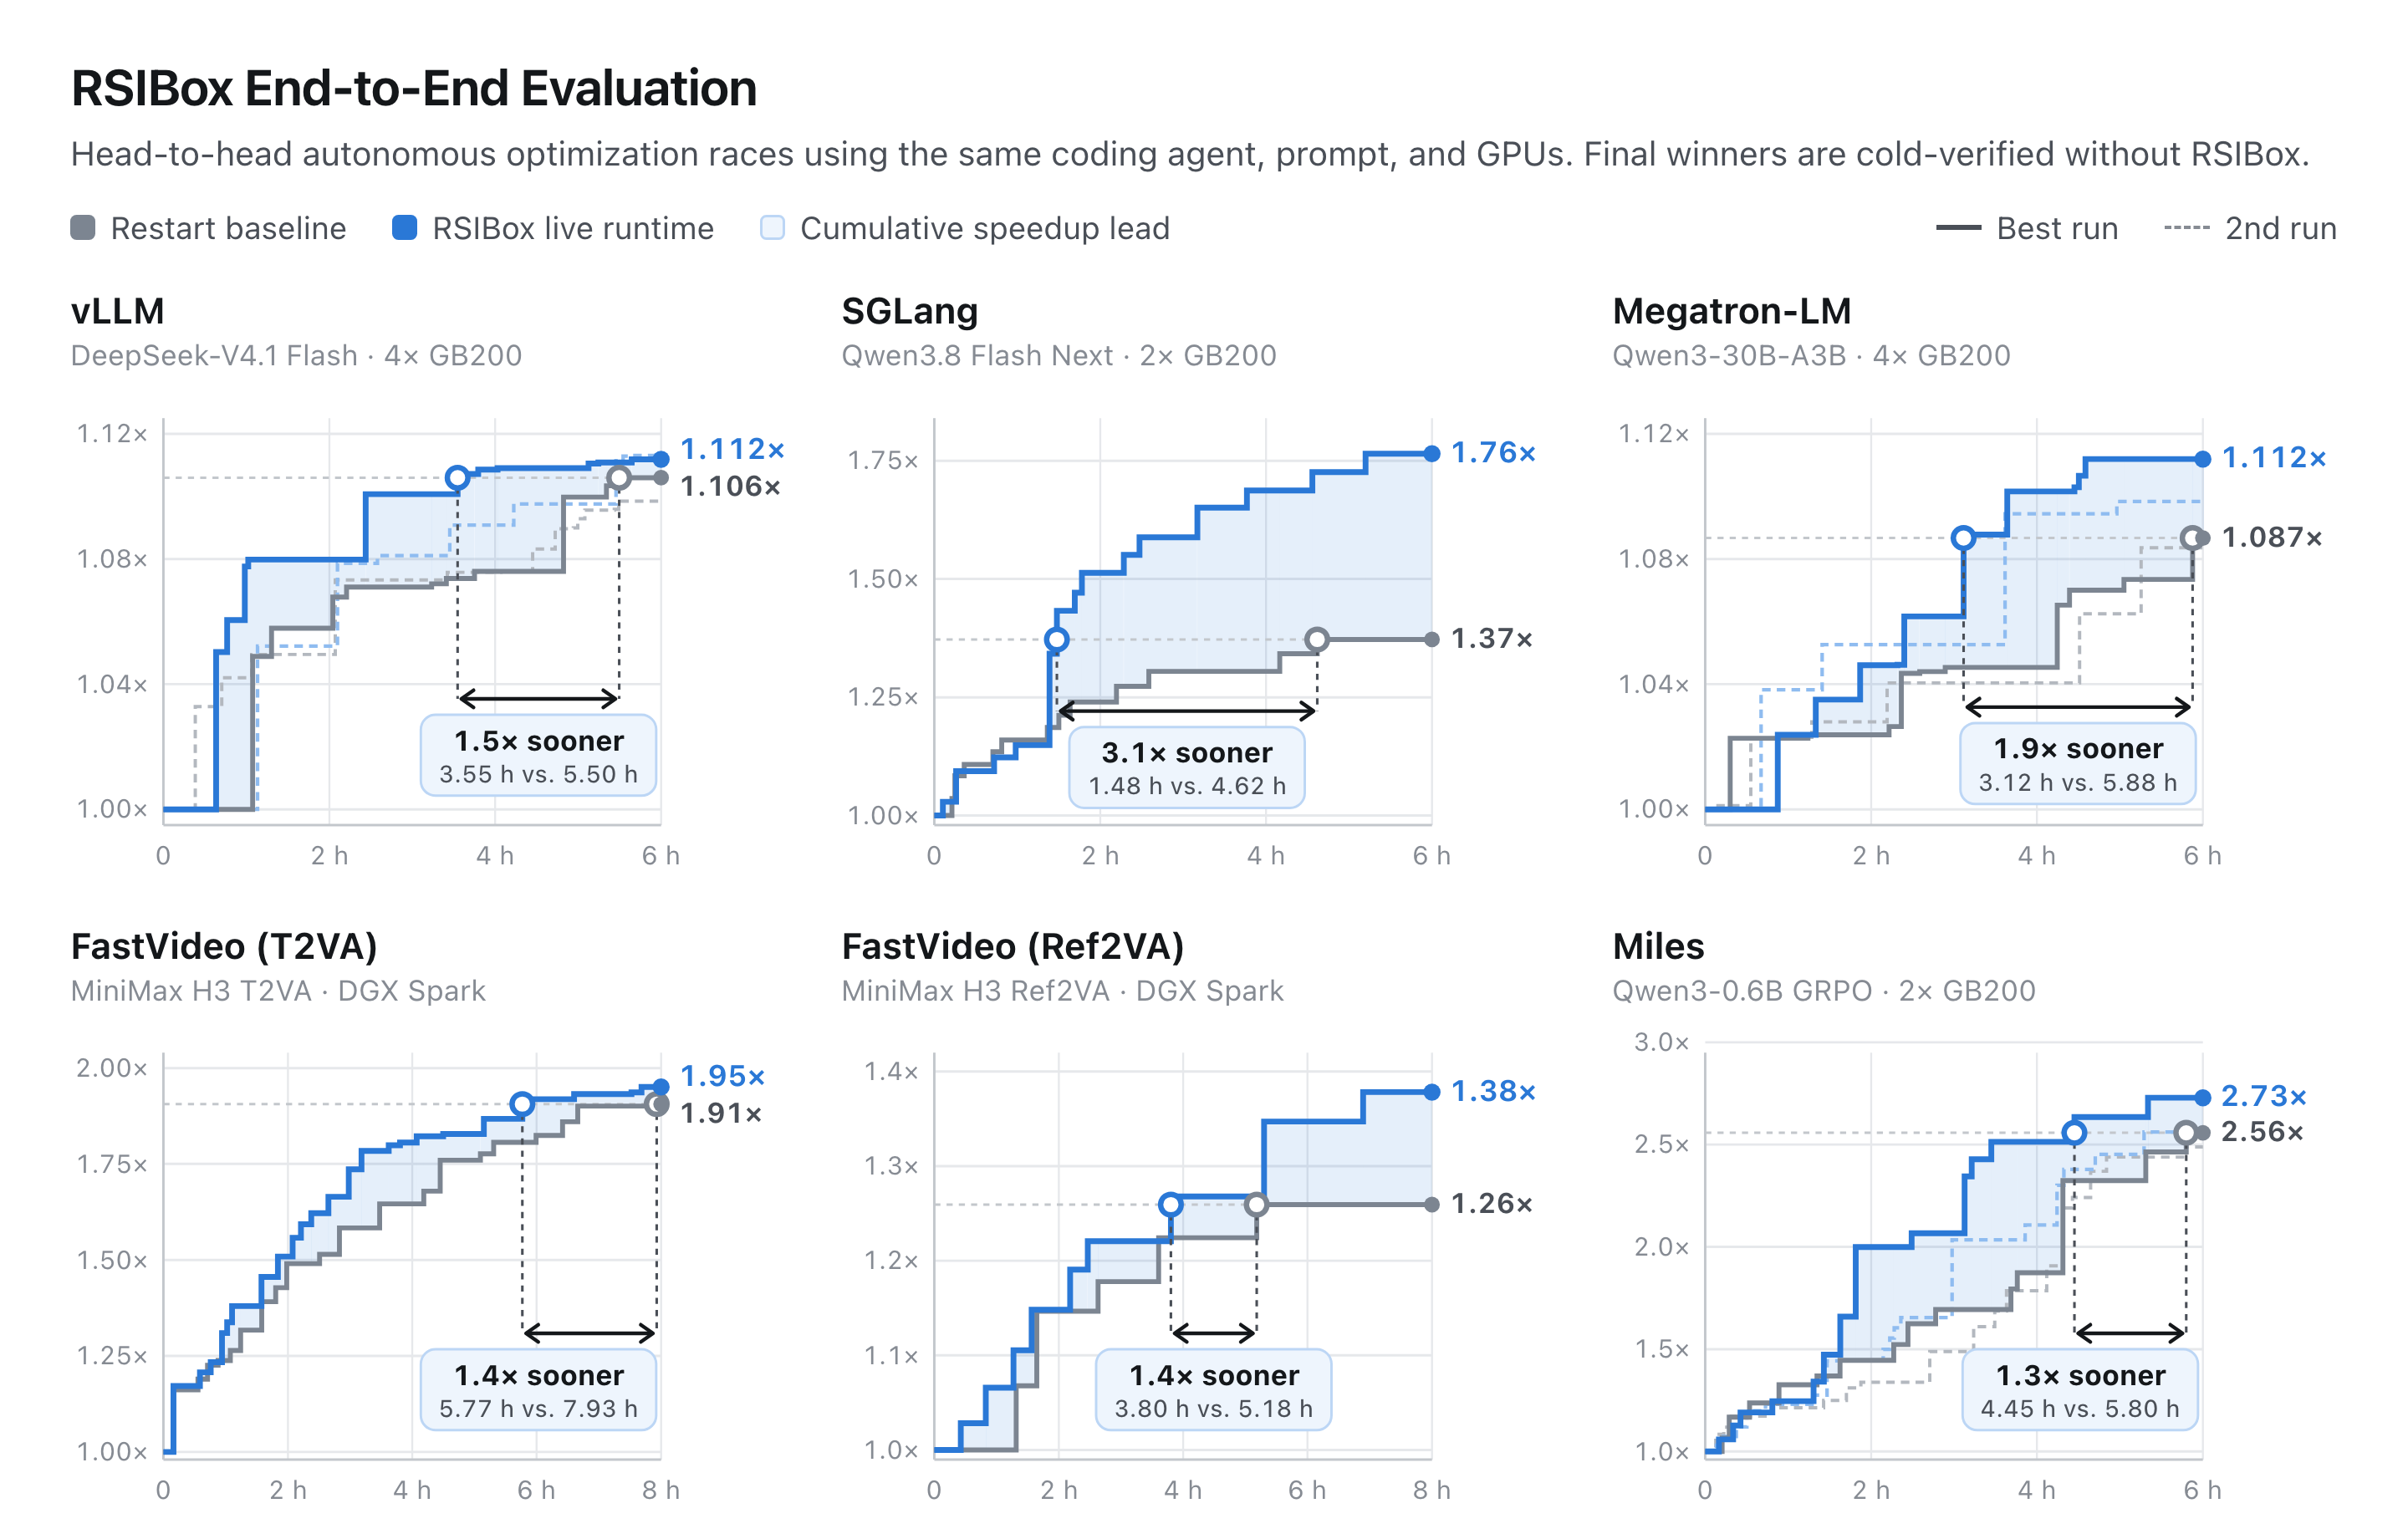 RSIBox End-to-End Evaluation
Head-to-head autonomous optimization races using the same coding agent, prompt, and GPUs. Final winners are cold-verified without RSIBox.
Restart baseline RSIBox live runtime Cumulative speedup lead Best run 2nd run
vLLM
DeepSeek-V4.1 Flash · 4× GB200
1.12×
1.08×
1.04×
1.00×
1.112×
1.106×
1.5× sooner
3.55 h vs. 5.50 h
0 2 h 4 h 6 h
SGLang
Qwen3.8 Flash Next · 2× GB200
1.75×
1.50×
1.25×
1.00×
1.76×
1.37×
3.1× sooner
1.48 h vs. 4.62 h
0 2 h 4 h 6 h
Megatron-LM
Qwen3-30B-A3B · 4× GB200
1.12×
1.08×
1.04×
1.00×
1.112×
1.087×
1.9× sooner
3.12 h vs. 5.88 h
0 2 h 4 h 6 h
FastVideo (T2VA)
MiniMax H3 T2VA · DGX Spark
2.00×
1.75×
1.50×
1.25×
1.00×
1.95×
1.91×
1.4× sooner
5.77 h vs. 7.93 h
0 2 h 4 h 6 h 8 h
FastVideo (Ref2VA)
MiniMax H3 Ref2VA · DGX Spark
1.4×
1.3×
1.2×
1.1×
1.0×
1.38×
1.26×
1.4× sooner
3.80 h vs. 5.18 h
0 2 h 4 h 6 h 8 h
Miles
Qwen3-0.6B GRPO · 2× GB200
3.0×
2.5×
2.0×
1.5×
1.0×
2.73×
2.56×
1.3× sooner
4.45 h vs. 5.80 h
0 2 h 4 h 6 h